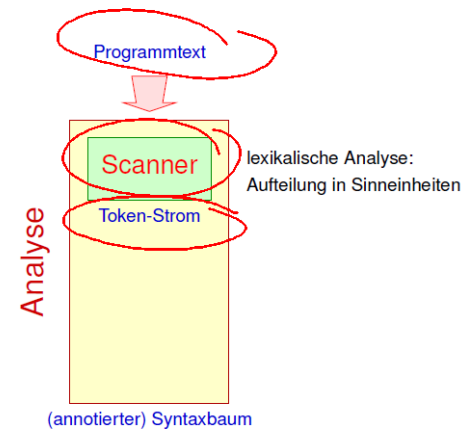 Programmtext
Scanner
lexikalische Analyse:
Aufteilung in Sinneinheiten
Token-Strom
Analyse
(annotierter) Syntaxbaum